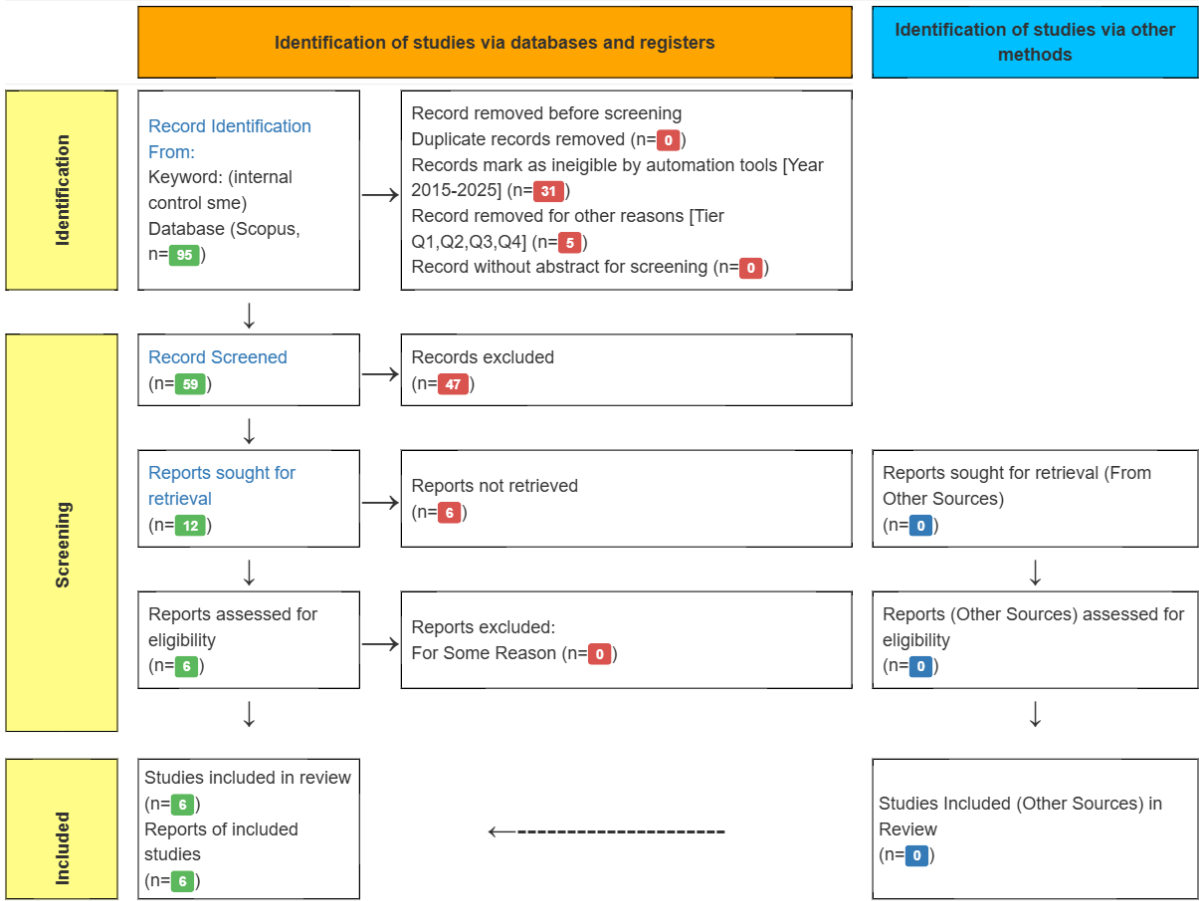 Identification of studies via databases and registers
Identification of studies via other
methods
Identification
Record Identification
From:
Keyword: (internal
control sme)
Database (Scopus,
n=95)
Record removed before screening
Duplicate records removed (n=0)
Records mark as ineigible by automation tools [Year
2015-2025] (n=31)
Record removed for other reasons [Tier
Q1,Q2,Q3,Q4] (n=5)
Record without abstract for screening (n=0)
Screening
Record Screened
(n=59)
Records excluded
(n=47)
Reports sought for
retrieval
(n=12)
Reports not retrieved
(n=6)
Reports sought for retrieval (From
Other Sources)
(n=0)
Reports assessed for
eligibility
(n=6)
Reports excluded:
For Some Reason (n=0)
Reports (Other Sources) assessed for
eligibility
(n=0)
Included
Studies included in review
(n=6)
Reports of included
studies
(n=6)
Studies Included (Other Sources) in
Review
(n=0)